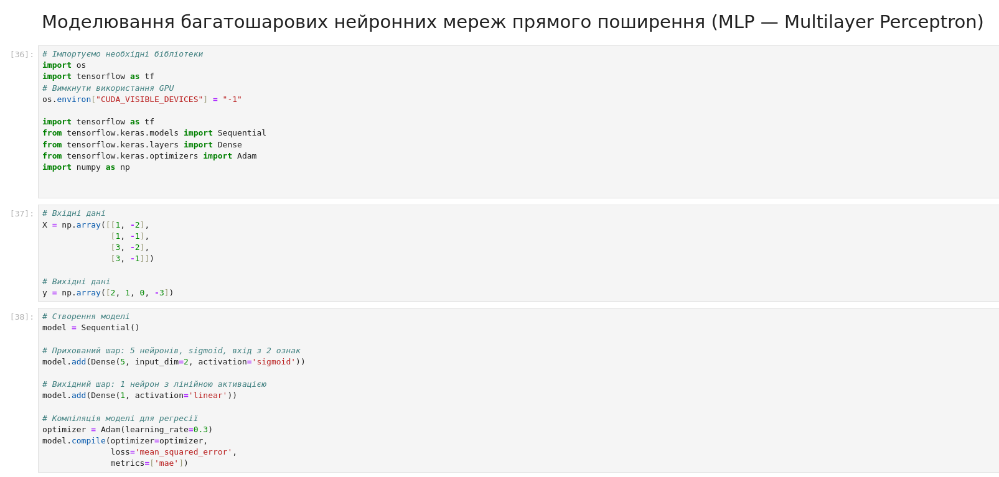 Моделювання багатошарових нейронних мереж прямого поширення (MLP — Multilayer Perceptron)
[36]:
# Імпортуємо необхідні бібліотеки
import os
import tensorflow as tf
# Вимкнути використання GPU
os.environ["CUDA_VISIBLE_DEVICES"] = "-1"
import tensorflow as tf
from tensorflow.keras.models import Sequential
from tensorflow.keras.layers import Dense
from tensorflow.keras.optimizers import Adam
import numpy as np
[37]:
# Вхідні дані
X = np.array([[1, -2],
              [1, -1],
              [3, -2],
              [3, -1]])
# Вихідні дані
y = np.array([2, 1, 0, -3])
[38]:
# Створення моделі
model = Sequential()
# Прихований шар: 5 нейронів, sigmoid, вхід з 2 ознак
model.add(Dense(5, input_dim=2, activation='sigmoid'))
# Вихідний шар: 1 нейрон з лінійною активацією
model.add(Dense(1, activation='linear'))
# Компіляція моделі для регресії
optimizer = Adam(learning_rate=0.3)
model.compile(optimizer=optimizer,
              loss='mean_squared_error',
              metrics=['mae'])